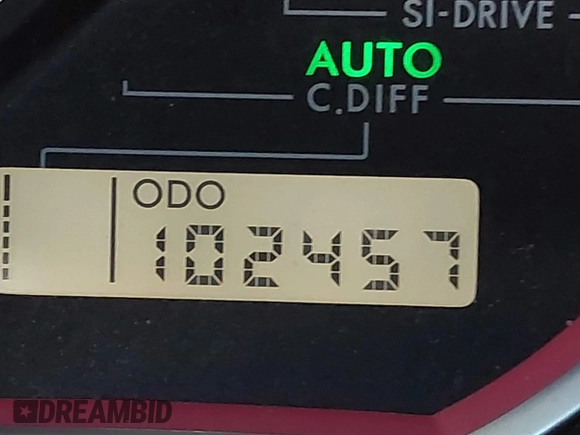 SI-DRIVE
AUTO
C.DIFF
ODO
102457
DREAMBID